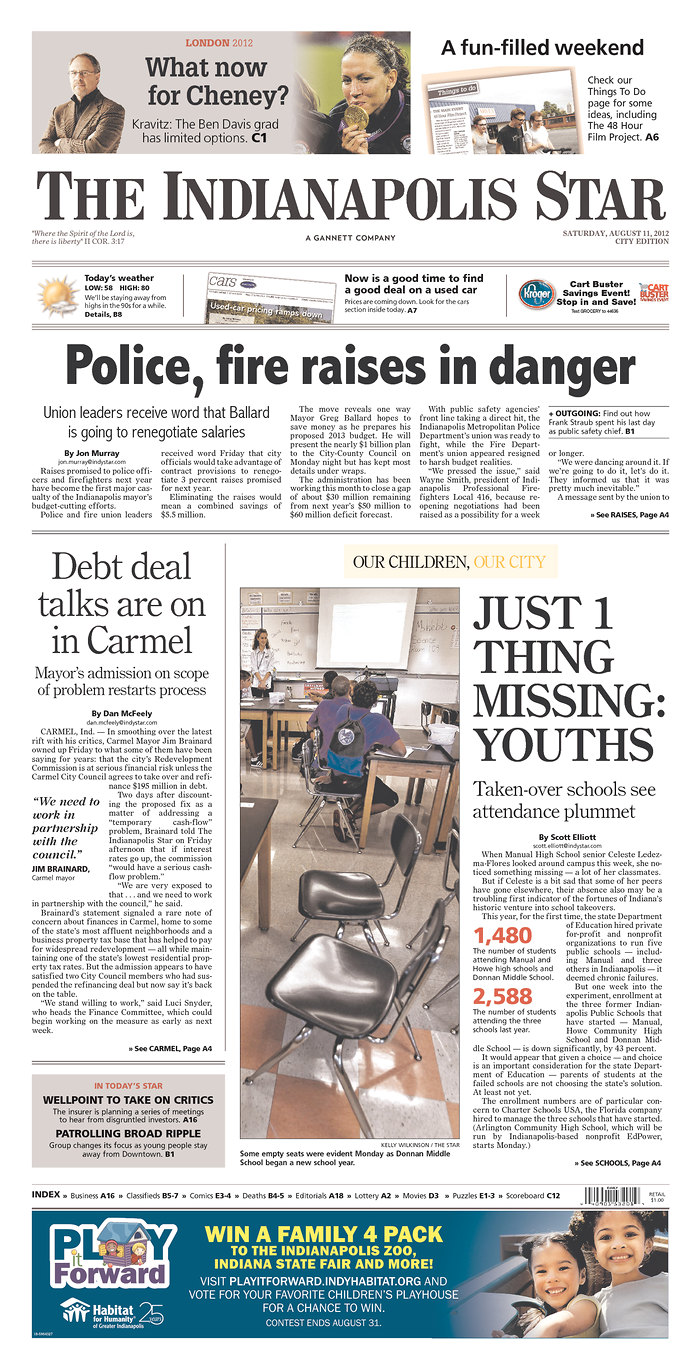 LONDON 2012
What now
for Cheney?
Kravitz: The Ben Davis grad
has limited options. C1
A fun-filled weekend
Things to do
Check our
Things To Do
page for some
ideas, including
The 48 Hour
Film Project. A6
THE INDIANAPOLIS STAR
"Where the Spirit of the Lord is,
there is liberty" II COR. 3:17
A GANNETT COMPANY
SATURDAY, AUGUST 11, 2012
CITY EDITION
Today's weather
LOW: 58 HIGH: 80
We'll be staying away from
highs in the 90s for a while.
Details, B8
cars
Used-car pricing ramps down
Now is a good time to find
a good deal on a used car
Prices are coming down. Look for the cars
section inside today. A7
Kroger
Cart Buster
Savings Event!
Stop in and Save!
Text GROCERY to 44636
CART
BUSTER
SAVINGS EVENT
Police, fire raises in danger
Union leaders receive word that Ballard
is going to renegotiate salaries
By Jon Murray
jon.murray@indystar.com
Raises promised to police offi-
cers and firefighters next year
have become the first major cas-
ualty of the Indianapolis mayor's
budget-cutting efforts.
Police and fire union leaders
received word Friday that city
officials would take advantage of
contract provisions to renego-
tiate 3 percent raises promised
for next year.
Eliminating the raises would
mean a combined savings of
$5.5 million.
The move reveals one way
Mayor Greg Ballard hopes to
save money as he prepares his
proposed 2013 budget. He will
present the nearly $1 billion plan
to the City-County Council on
Monday night but has kept most
details under wraps.
The administration has been
working this month to close a gap
of about $30 million remaining
from next year's $50 million to
$60 million deficit forecast.
With public safety agencies'
front line taking a direct hit, the
Indianapolis Metropolitan Police
Department's union was ready to
fight, while the Fire Depart-
ment's union appeared resigned
to harsh budget realities.
"We pressed the issue," said
Wayne Smith, president of Indi-
anapolis Professional Fire-
fighters Local 416, because re-
opening negotiations had been
raised as a possibility for a week
+ OUTGOING: Find out how
Frank Straub spent his last day
as public safety chief. B1
or longer.
"We were dancing around it. If
we're going to do it, let's do it.
They informed us that it was
pretty much inevitable."
A message sent by the union to
» See RAISES, Page A4
Debt deal
talks are on
in Carmel
Mayor's admission on scope
of problem restarts process
By Dan McFeely
dan.mcfeely@indystar.com
CARMEL, Ind. — In smoothing over the latest
rift with his critics, Carmel Mayor Jim Brainard
owned up Friday to what some of them have been
saying for years: that the city's Redevelopment
Commission is at serious financial risk unless the
Carmel City Council agrees to take over and refi-
nance $195 million in debt.
Two days after discount-
ing the proposed fix as a
matter of addressing a
"temporary cash-flow"
problem, Brainard told The
Indianapolis Star on Friday
afternoon that if interest
rates go up, the commission
"would have a serious cash-
flow problem."
"We are very exposed to
that . . . and we need to work
in partnership with the council," he said.
"We need to
work in
partnership
with the
council."
JIM BRAINARD,
Carmel mayor
Brainard's statement signaled a rare note of
concern about finances in Carmel, home to some
of the state's most affluent neighborhoods and a
business property tax base that has helped to pay
for widespread redevelopment — all while main-
taining one of the state's lowest residential prop-
erty tax rates. But the admission appears to have
satisfied two City Council members who had sus-
pended the refinancing deal but now say it's back
on the table.
"We stand willing to work," said Luci Snyder,
who heads the Finance Committee, which could
begin working on the measure as early as next
week.
» See CARMEL, Page A4
IN TODAY'S STAR
WELLPOINT TO TAKE ON CRITICS
The insurer is planning a series of meetings
to hear from disgruntled investors. A16
PATROLLING BROAD RIPPLE
Group changes its focus as young people stay
away from Downtown. B1
OUR CHILDREN, OUR CITY
KELLY WILKINSON / THE STAR
Some empty seats were evident Monday as Donnan Middle
School began a new school year.
JUST 1
THING
MISSING:
YOUTHS
Taken-over schools see
attendance plummet
By Scott Elliott
scott.elliott@indystar.com
When Manual High School senior Celeste Ledez-
ma-Flores looked around campus this week, she no-
ticed something missing — a lot of her classmates.
But if Celeste is a bit sad that some of her peers
have gone elsewhere, their absence also may be a
troubling first indicator of the fortunes of Indiana's
historic venture into school takeovers.
This year, for the first time, the state Department
of Education hired private
for-profit and nonprofit
organizations to run five
public schools — includ-
ing Manual and three
others in Indianapolis — it
deemed chronic failures.
But one week into the
experiment, enrollment at
the three former Indian-
apolis Public Schools that
have started — Manual,
Howe Community High
School and Donnan Mid-
dle School — is down significantly, by 43 percent.
1,480
The number of students
attending Manual and
Howe high schools and
Donnan Middle School.
2,588
The number of students
attending the three
schools last year.
It would appear that given a choice — and choice
is an important consideration for the state Depart-
ment of Education — parents of students at the
failed schools are not choosing the state's solution.
At least not yet.
The enrollment numbers are of particular con-
cern to Charter Schools USA, the Florida company
hired to manage the three schools that have started.
(Arlington Community High School, which will be
run by Indianapolis-based nonprofit EdPower,
starts Monday.)
» See SCHOOLS, Page A4
INDEX » Business A16 » Classifieds B5-7 » Comics E3-4 » Deaths B4-5 » Editorials A18 » Lottery A2 » Movies D3 » Puzzles E1-3 » Scoreboard C12
RETAIL
$1.00
PLAY
it
Forward
Habitat
for Humanity
of Greater Indianapolis
25 years
WIN A FAMILY 4 PACK
TO THE INDIANAPOLIS ZOO,
INDIANA STATE FAIR AND MORE!
VISIT PLAYITFORWARD.INDYHABITAT.ORG AND
VOTE FOR YOUR FAVORITE CHILDREN'S PLAYHOUSE
FOR A CHANCE TO WIN.
CONTEST ENDS AUGUST 31.